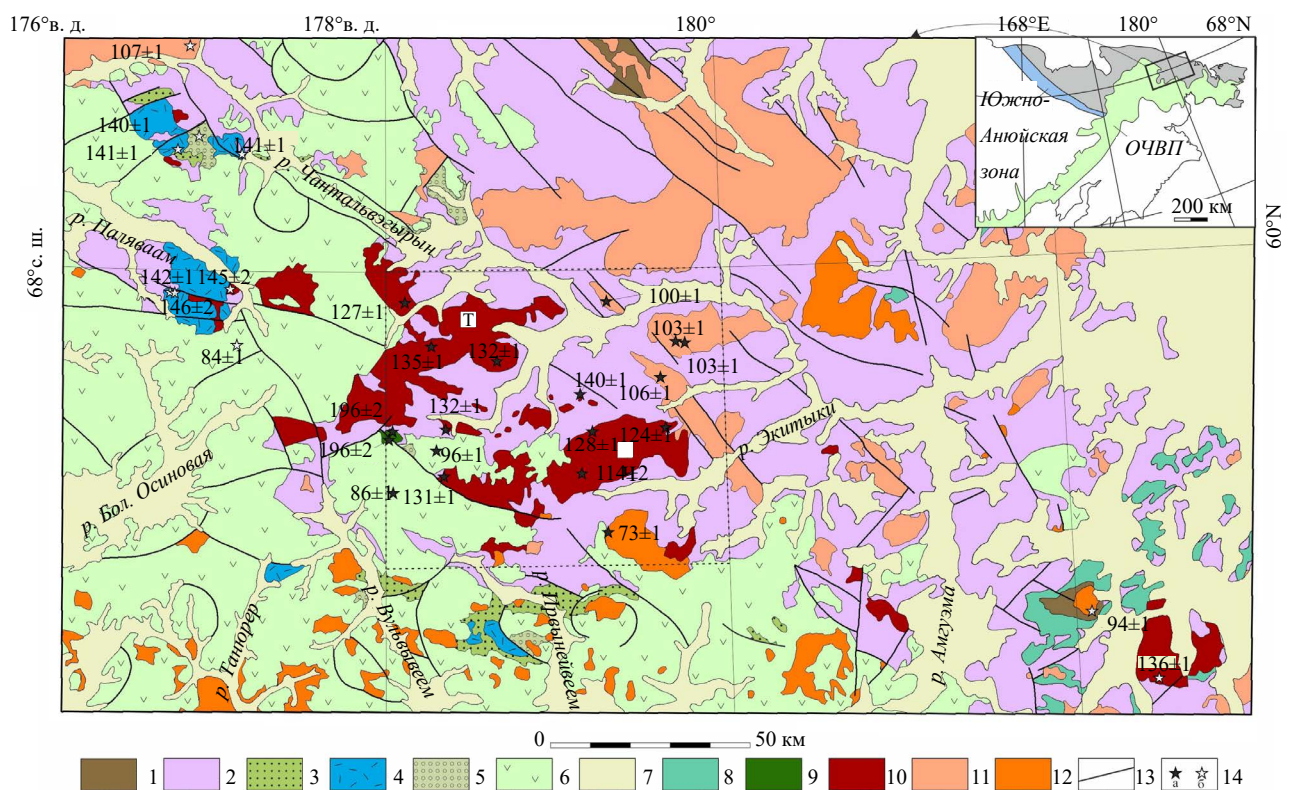 176°в. д. 178°в. д. 180° 168°E 180° 68°N
Южно-
Анюйская
зона
ОЧВП
200 км
60°N
68°с. ш.
107±1
140±1
141±1
141±1
р. Чантальвэгыргын
р. Палявaам
142±1 145±2
146±2
84±1
127±1
Т
135±1
132±1
100±1
103±1
103±1
106±1
140±1
132±1
196±2
196±2
96±1
128±1
124±1
114±2
р. Экитыки
р. Бол. Осиновая
86±1
131±1
73±1
р. Танюрер
р. Вульвывеем
р. Ирвынейвеем
р. Амгуэма
94±1
136±1
0 50 км
1 2 3 4 5 6 7 8 9 10 11 12 13 а б 14